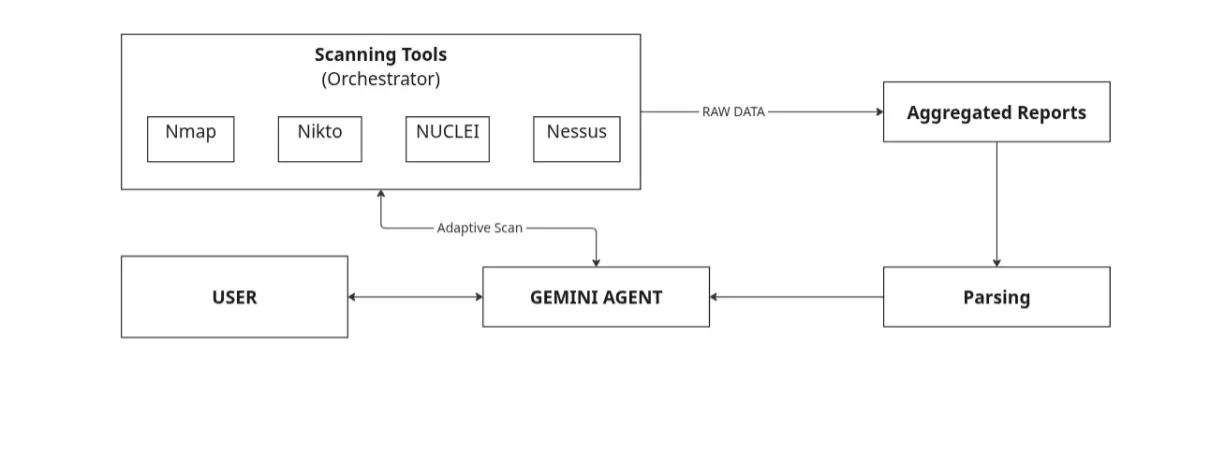 Scanning Tools
(Orchestrator)
Nmap
Nikto
NUCLEI
Nessus
RAW DATA
Aggregated Reports
Adaptive Scan
USER
GEMINI AGENT
Parsing